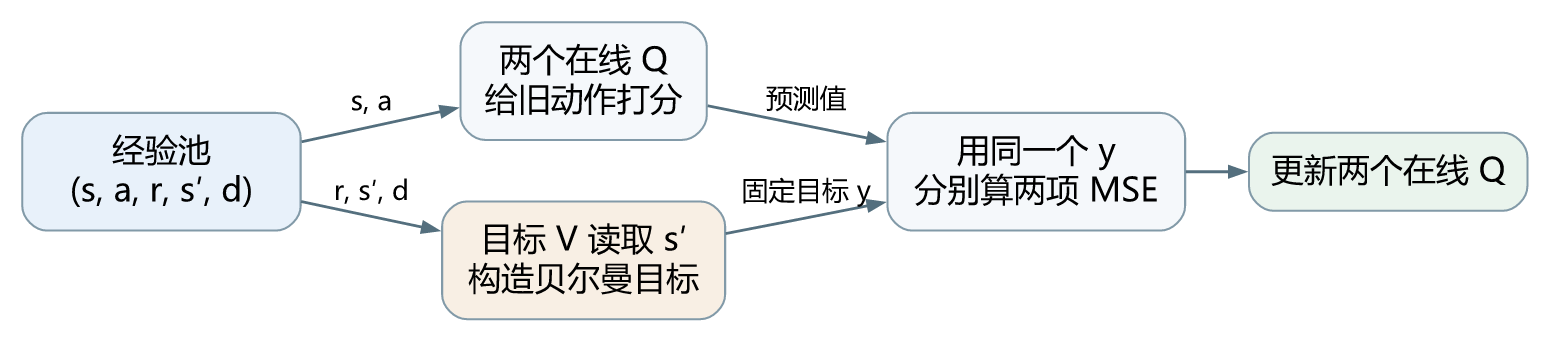 经验池
(s, a, r, s′, d)
s, a
r, s′, d
两个在线 Q
给旧动作打分
目标 V 读取 s′
构造贝尔曼目标
预测值
固定目标 y
用同一个 y
分别算两项 MSE
更新两个在线 Q